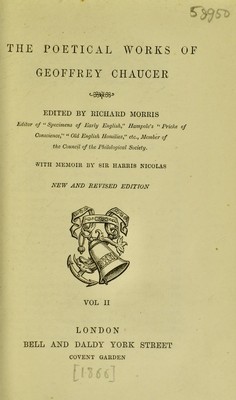 58950
THE POETICAL WORKS OF
GEOFFREY CHAUCER
EDITED BY RICHARD MORRIS
Editor of "Specimens of Early English," Hampole's "Pricke of
Conscience," "Old English Homilies," etc., Member of
the Council of the Philological Society.
WITH MEMOIR BY SIR HARRIS NICOLAS
NEW AND REVISED EDITION
VOL II
LONDON
BELL AND DALDY YORK STREET
COVENT GARDEN
[1866]